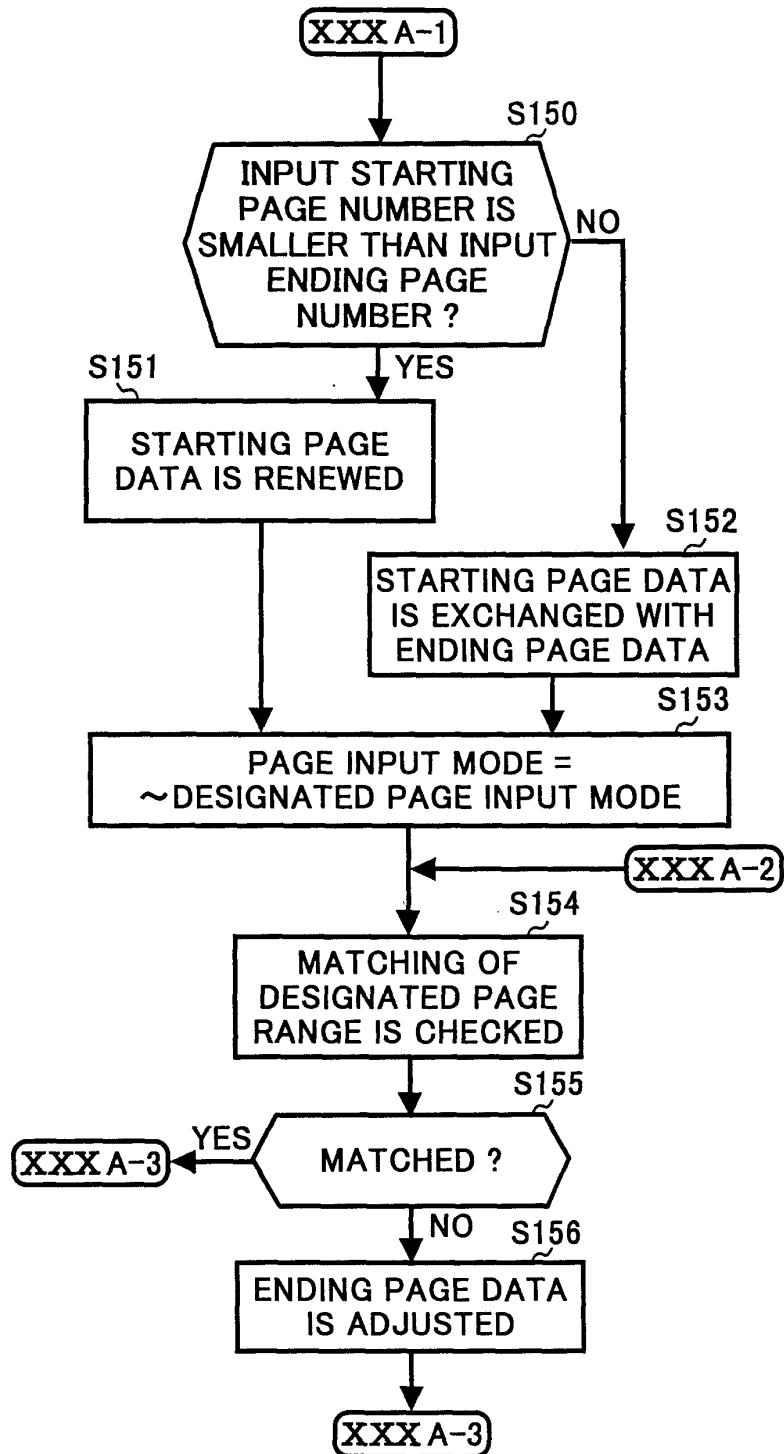 XXX A-1
S150
INPUT STARTING
PAGE NUMBER IS
SMALLER THAN INPUT
ENDING PAGE
NUMBER ?
NO
YES
S151
STARTING PAGE
DATA IS RENEWED
S152
STARTING PAGE DATA
IS EXCHANGED WITH
ENDING PAGE DATA
S153
PAGE INPUT MODE =
~DESIGNATED PAGE INPUT MODE
XXX A-2
S154
MATCHING OF
DESIGNATED PAGE
RANGE IS CHECKED
S155
MATCHED ?
YES
XXX A-3
NO
S156
ENDING PAGE DATA
IS ADJUSTED
XXX A-3